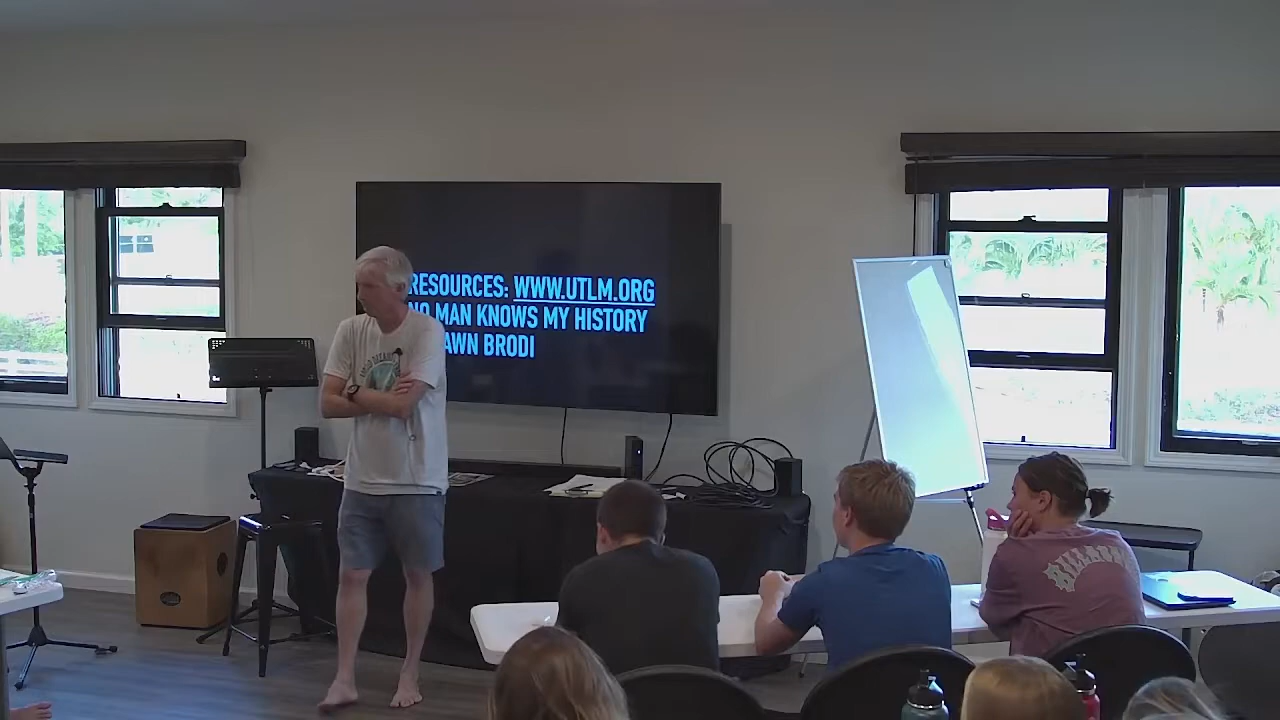 RESOURCES: WWW.UTLM.ORG
NO MAN KNOWS MY HISTORY
AWN BRODI